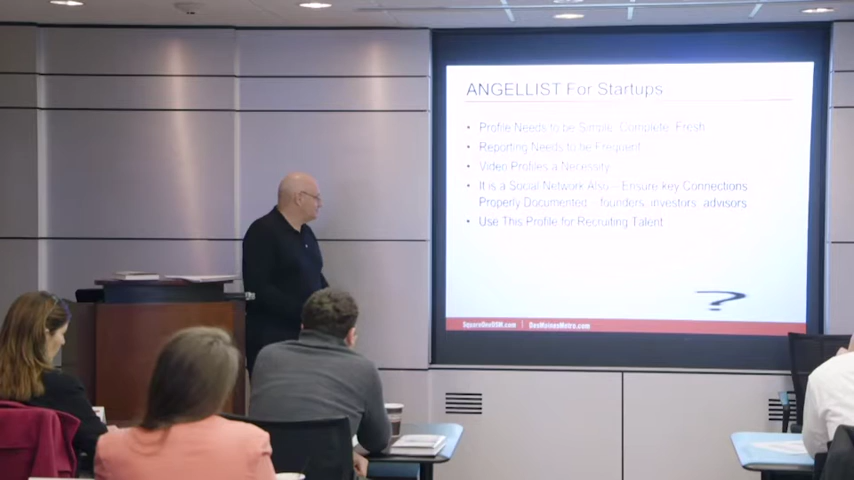 ANGELLIST For Startups
• Profile Needs to be Simple, Complete, Fresh
• Reporting Needs to be Frequent
• Video Profiles a Necessity
• It is a Social Network Also – Ensure key Connections
Properly Documented – founders, investors, advisors
• Use This Profile for Recruiting Talent
?
SquareOneDSM.com | DesMoinesMetro.com